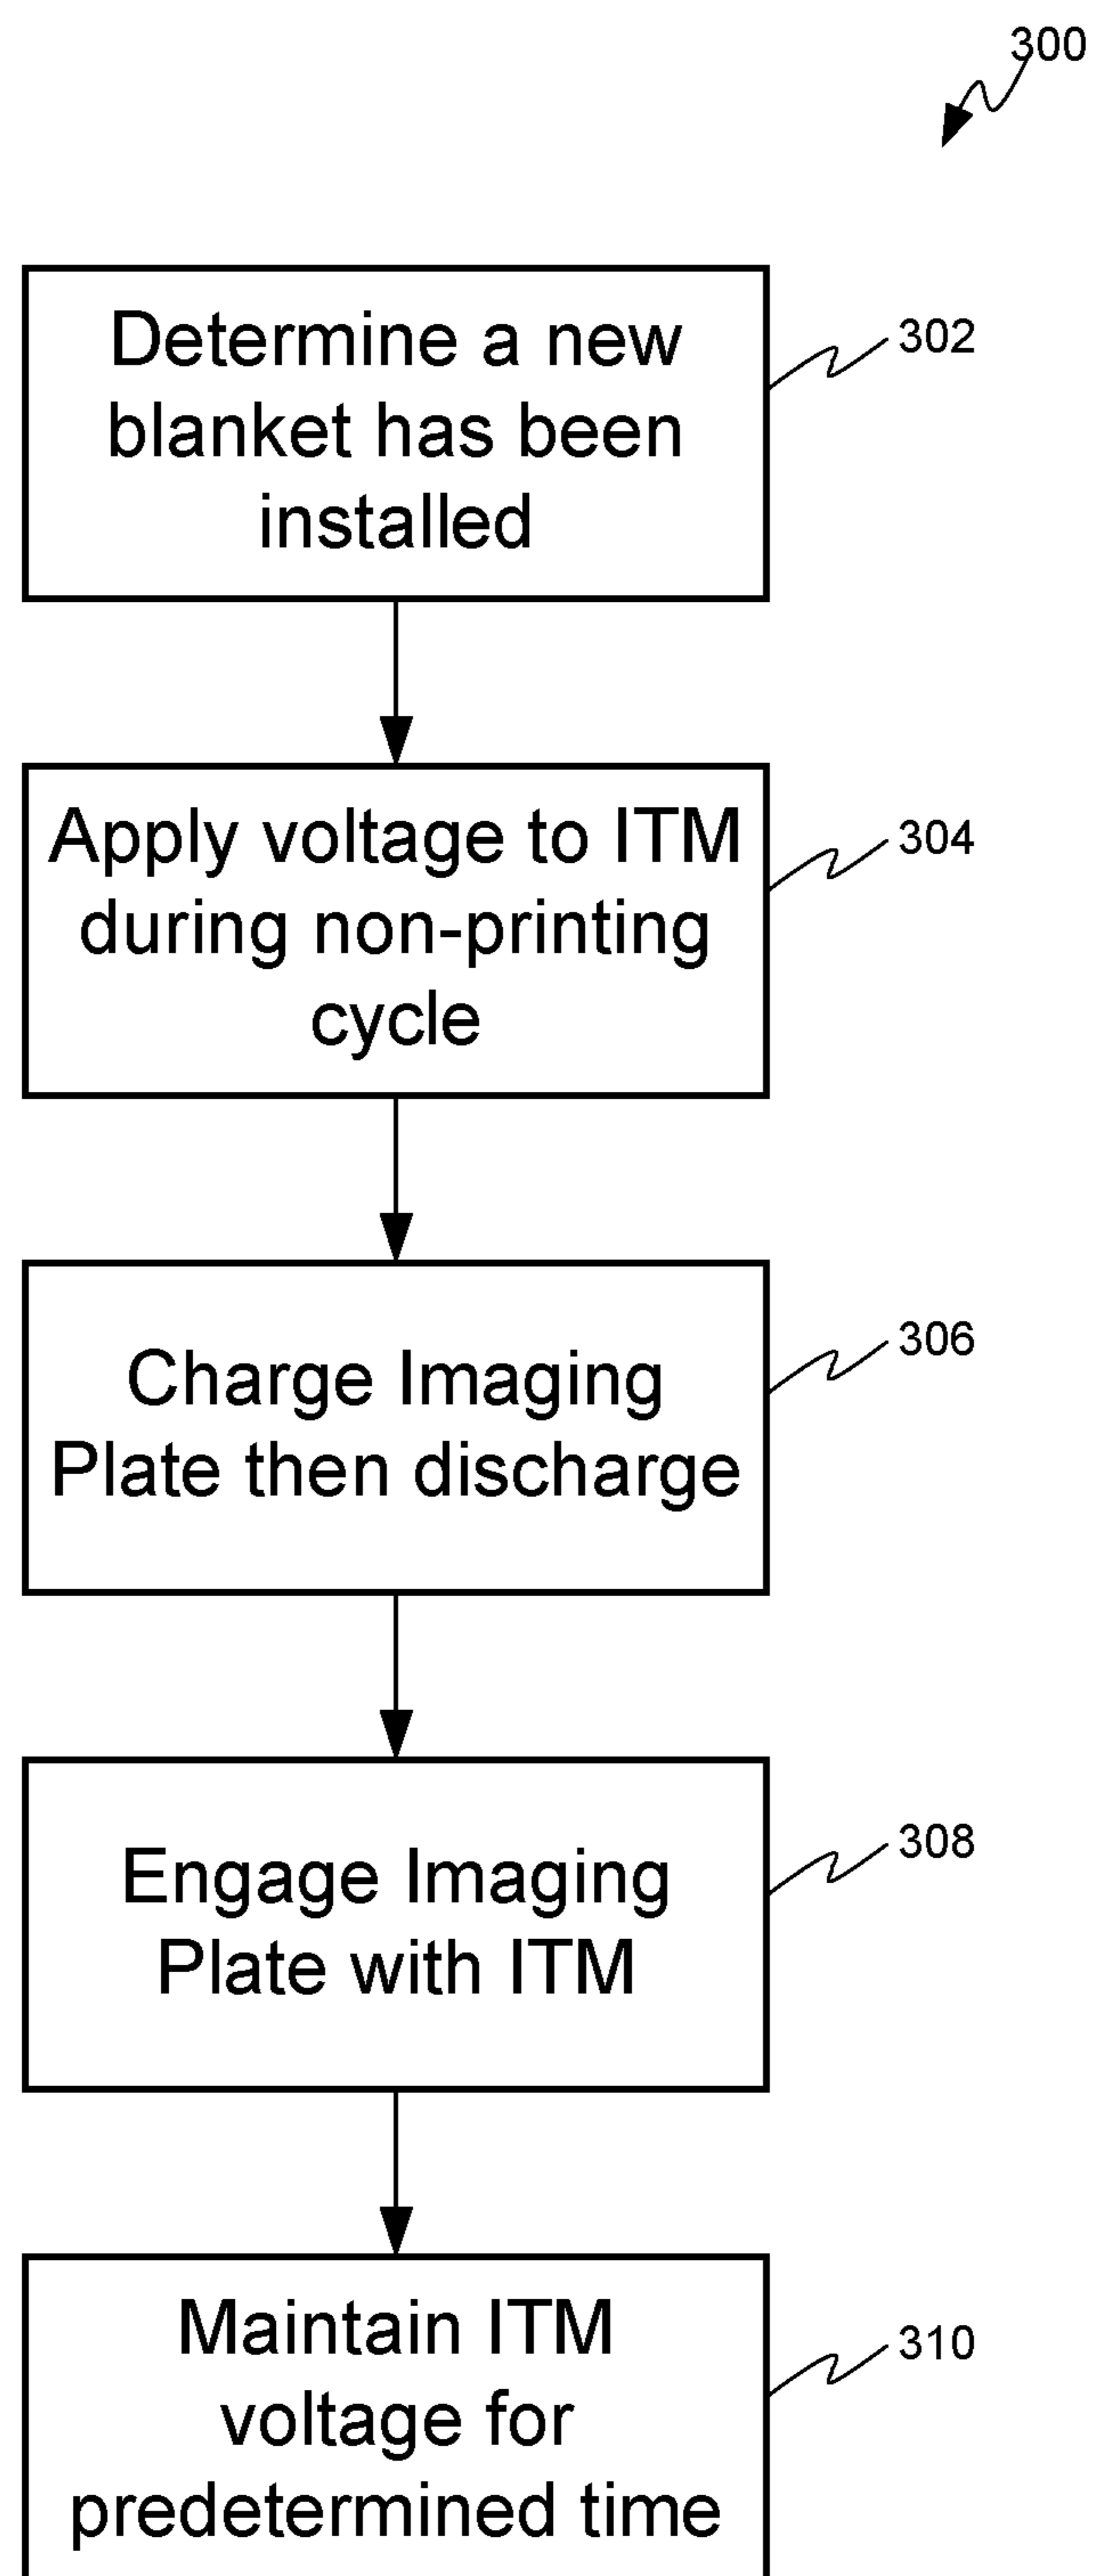 300
Determine a new
blanket has been
installed
302
Apply voltage to ITM
during non-printing
cycle
304
Charge Imaging
Plate then discharge
306
Engage Imaging
Plate with ITM
308
Maintain ITM
voltage for
predetermined time
310